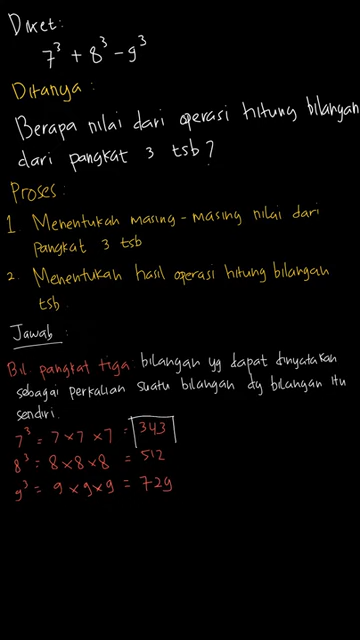 Diket:
7³ + 8³ - 9³
Ditanya:
Berapa nilai dari operasi hitung bilangan
dari pangkat 3 tsb?
Proses:
1. Menentukan masing-masing nilai dari
pangkat 3 tsb
2. Menentukan hasil operasi hitung bilangan
tsb.
Jawab:
Bil. pangkat tiga: bilangan yg dapat dinyatakan
sebagai perkalian suatu bilangan dg bilangan itu
sendiri.
7³ = 7 x 7 x 7 = 343
8³ = 8 x 8 x 8 = 512
9³ = 9 x 9 x 9 = 729